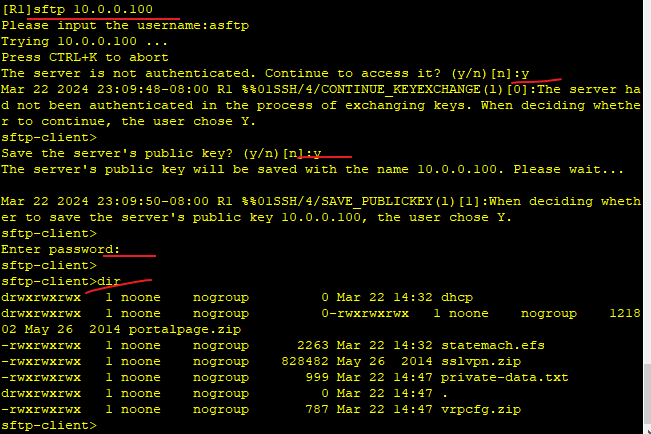 [R1]sftp 10.0.0.100
Please input the username:asftp
Trying 10.0.0.100 ...
Press CTRL+K to abort
The server is not authenticated. Continue to access it? (y/n)[n]:y
Mar 22 2024 23:09:48-08:00 R1 %%01SSH/4/CONTINUE_KEYEXCHANGE(l)[0]:The server ha
d not been authenticated in the process of exchanging keys. When deciding whethe
r to continue, the user chose Y.
sftp-client>
Save the server's public key? (y/n)[n]:y
The server's public key will be saved with the name 10.0.0.100. Please wait...
Mar 22 2024 23:09:50-08:00 R1 %%01SSH/4/SAVE_PUBLICKEY(l)[1]:When deciding wheth
er to save the server's public key 10.0.0.100, the user chose Y.
sftp-client>
Enter password:
sftp-client>
sftp-client>dir
drwxrwxrwx   1 noone    nogroup         0 Mar 22 14:32 dhcp
drwxrwxrwx   1 noone    nogroup         0-rwxrwxrwx   1 noone    nogroup    1218
02 May 26  2014 portalpage.zip
-rwxrwxrwx   1 noone    nogroup      2263 Mar 22 14:32 statemach.efs
-rwxrwxrwx   1 noone    nogroup    828482 May 26  2014 sslvpn.zip
-rwxrwxrwx   1 noone    nogroup       999 Mar 22 14:47 private-data.txt
drwxrwxrwx   1 noone    nogroup         0 Mar 22 14:47 .
-rwxrwxrwx   1 noone    nogroup       787 Mar 22 14:47 vrpcfg.zip
sftp-client>